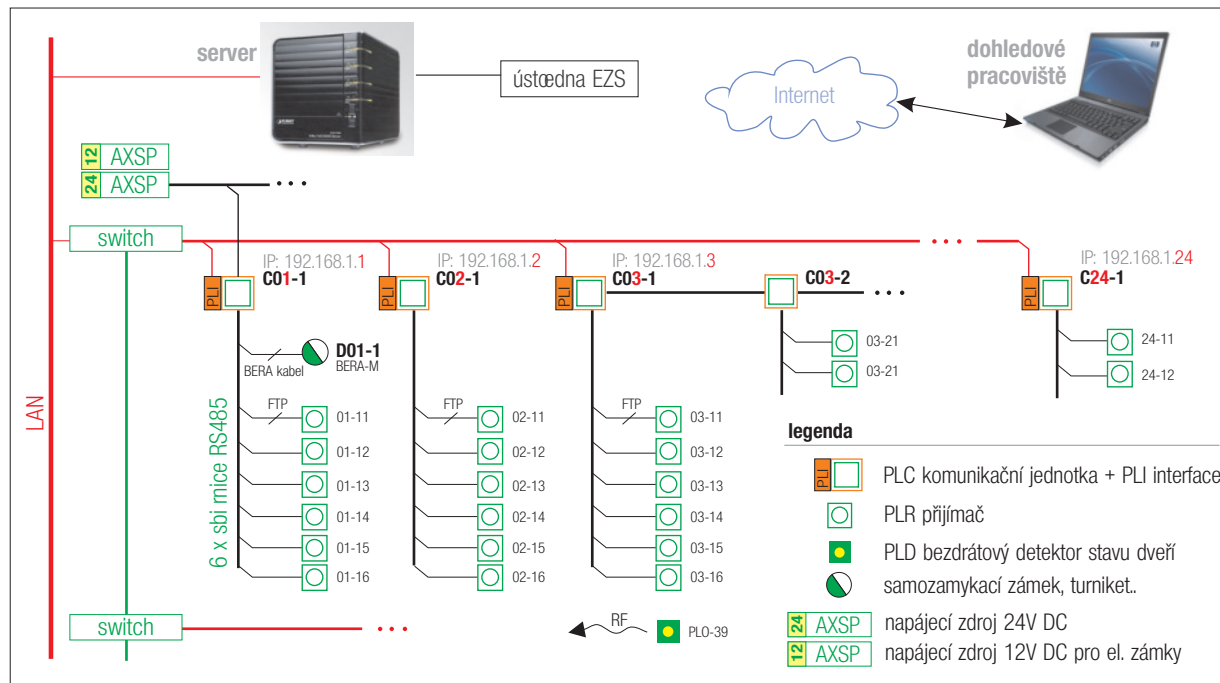 server
ústœdna EZS
Internet
dohledové
pracoviště
12 AXSP
24 AXSP
switch
LAN
IP: 192.168.1.1
C01-1
IP: 192.168.1.2
C02-1
IP: 192.168.1.3
C03-1
C03-2
IP: 192.168.1.24
C24-1
PLI
PLI
PLI
PLI
D01-1
BERA-M
BERA kabel
03-21
03-21
24-11
24-12
6 x sbi mice RS485
FTP
01-11
01-12
01-13
01-14
01-15
01-16
FTP
02-11
02-12
02-13
02-14
02-15
02-16
FTP
03-11
03-12
03-13
03-14
03-15
03-16
switch
RF
PLO-39
legenda
PLI
PLC komunikační jednotka + PLI interface
PLR přijímač
PLD bezdrátový detektor stavu dveří
samozamykací zámek, turniket..
24 AXSP napájecí zdroj 24V DC
12 AXSP napájecí zdroj 12V DC pro el. zámky